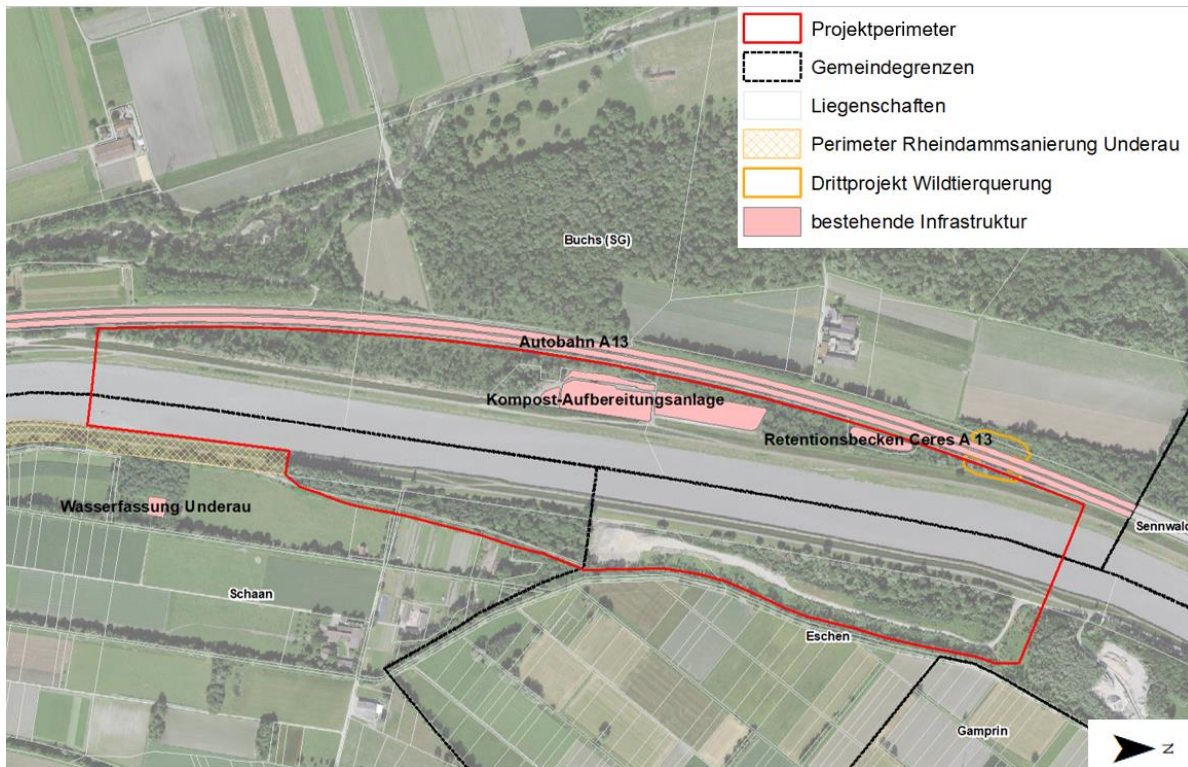 Projektperimeter
Gemeindegrenzen
Liegenschaften
Perimeter Rheindammsanierung Underau
Drittprojekt Wildtierquerung
bestehende Infrastruktur
Buchs (SG)
Autobahn A13
Kompost-Aufbereitungsanlage
Retentionsbecken Ceres A 13
Wasserfassung Underau
Sennwald
Schaan
Eschen
Gamprin
N